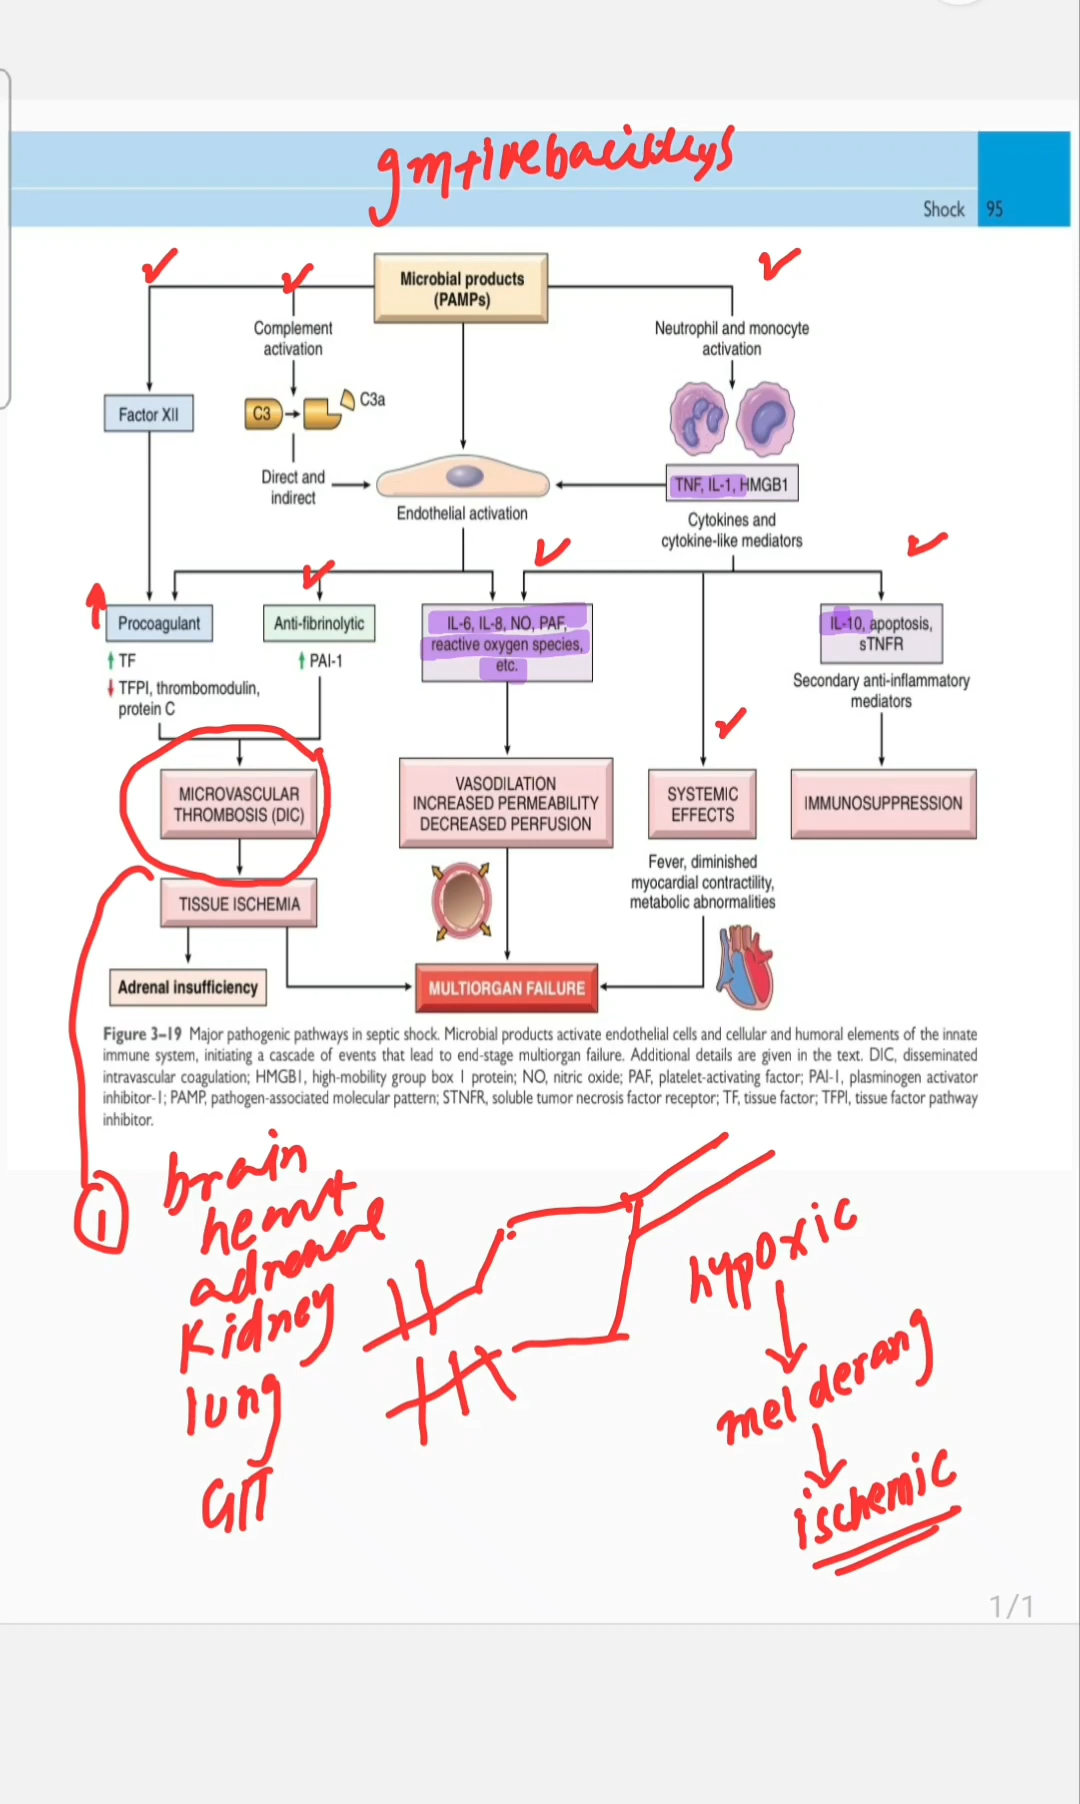 Shock 95
Microbial products
(PAMPs)
Complement
activation
Neutrophil and monocyte
activation
Factor XII
C3
C3a
Direct and
indirect
Endothelial activation
TNF, IL-1, HMGB1
Cytokines and
cytokine-like mediators
Procoagulant
Anti-fibrinolytic
IL-6, IL-8, NO, PAF,
reactive oxygen species,
etc.
IL-10, apoptosis,
sTNFR
↑ TF
↓ TFPI, thrombomodulin,
protein C
↑ PAI-1
Secondary anti-inflammatory
mediators
MICROVASCULAR
THROMBOSIS (DIC)
VASODILATION
INCREASED PERMEABILITY
DECREASED PERFUSION
SYSTEMIC
EFFECTS
IMMUNOSUPPRESSION
Fever, diminished
myocardial contractility,
metabolic abnormalities
TISSUE ISCHEMIA
Adrenal insufficiency
MULTIORGAN FAILURE
Figure 3–19 Major pathogenic pathways in septic shock. Microbial products activate endothelial cells and cellular and humoral elements of the innate
immune system, initiating a cascade of events that lead to end-stage multiorgan failure. Additional details are given in the text. DIC, disseminated
intravascular coagulation; HMGB1, high-mobility group box 1 protein; NO, nitric oxide; PAF, platelet-activating factor; PAI-1, plasminogen activator
inhibitor-1; PAMP, pathogen-associated molecular pattern; STNFR, soluble tumor necrosis factor receptor; TF, tissue factor; TFPI, tissue factor pathway
inhibitor.
1
brain
Kidney
lung
GIT
hypoxic
derang
ischemic
1/1